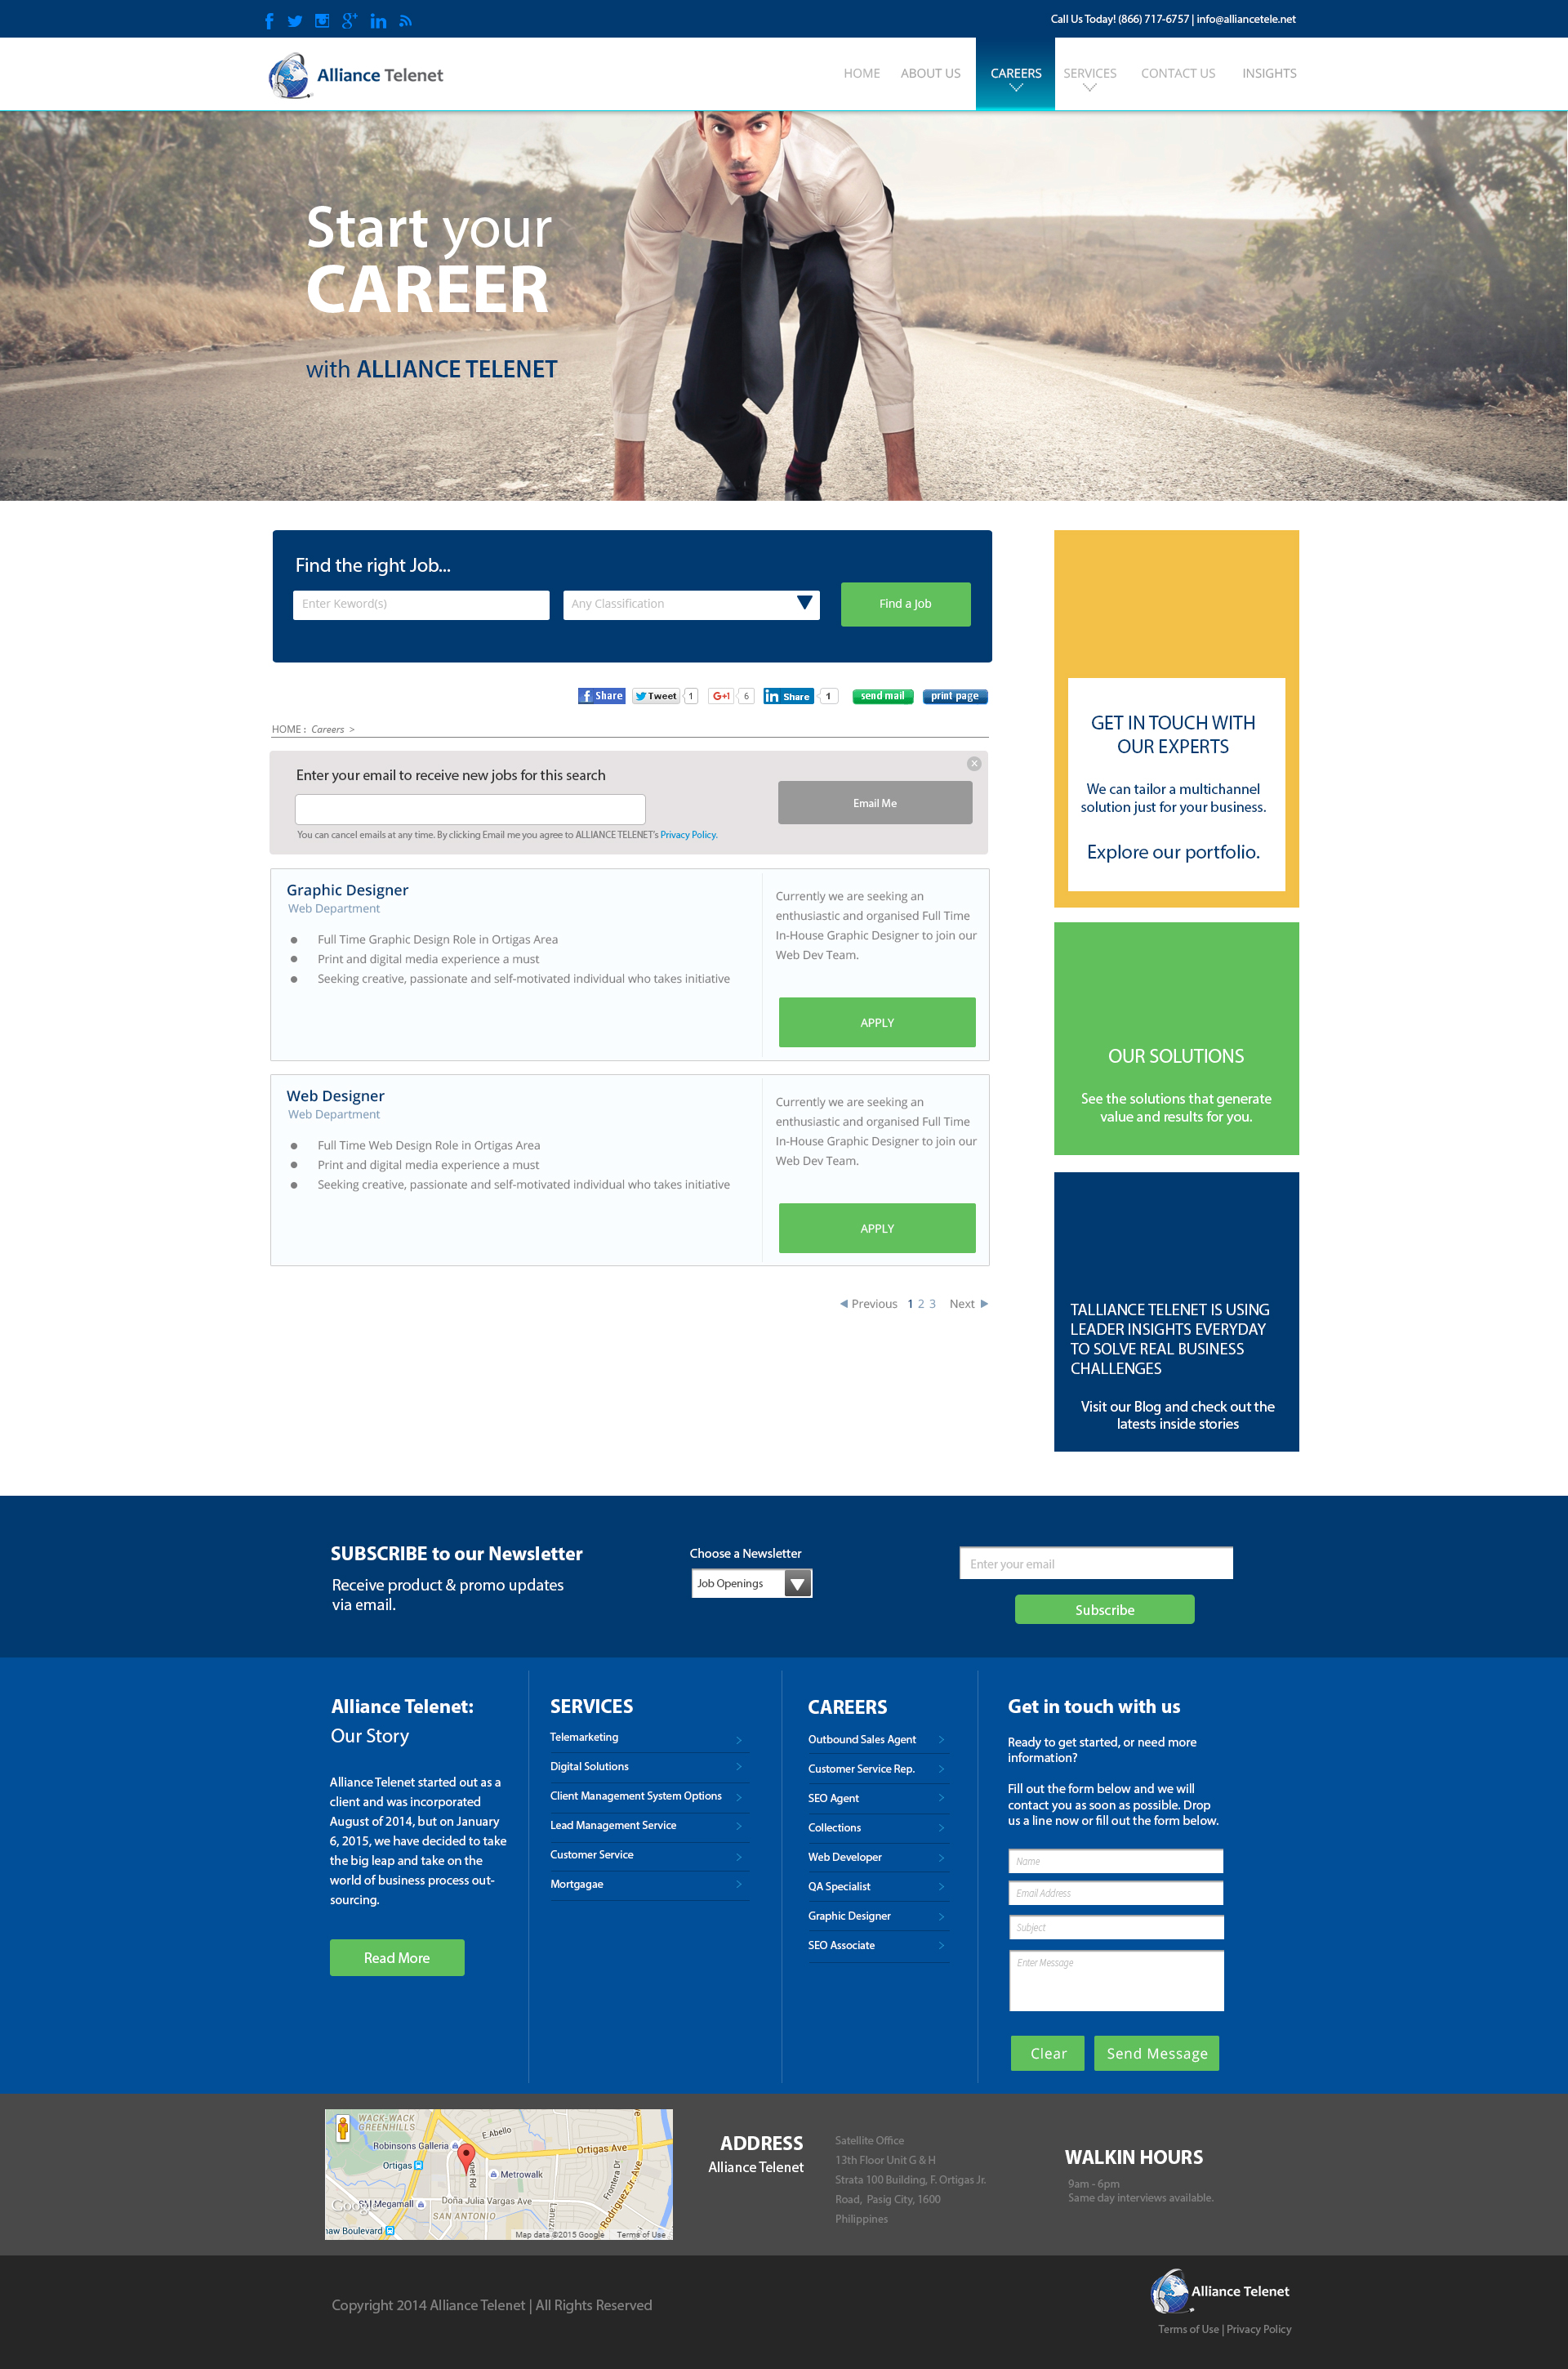 Call Us Today! (866) 717-6757 | info@alliancetele.net
Alliance Telenet
HOME ABOUT US CAREERS SERVICES CONTACT US INSIGHTS
Start your
CAREER
with ALLIANCE TELENET
Find the right Job...
Enter Keword(s)
Any Classification
Find a Job
Share Tweet 1 G+1 6 in Share 1 send mail print page
HOME : Careers >
Enter your email to receive new jobs for this search
Email Me
You can cancel emails at any time. By clicking Email me you agree to ALLIANCE TELENET's Privacy Policy.
Graphic Designer
Web Department
Full Time Graphic Design Role in Ortigas Area
Print and digital media experience a must
Seeking creative, passionate and self-motivated individual who takes initiative
Currently we are seeking an
enthusiastic and organised Full Time
In-House Graphic Designer to join our
Web Dev Team.
APPLY
Web Designer
Web Department
Full Time Web Design Role in Ortigas Area
Print and digital media experience a must
Seeking creative, passionate and self-motivated individual who takes initiative
Currently we are seeking an
enthusiastic and organised Full Time
In-House Graphic Designer to join our
Web Dev Team.
APPLY
Previous 1 2 3 Next
GET IN TOUCH WITH
OUR EXPERTS
We can tailor a multichannel
solution just for your business.
Explore our portfolio.
OUR SOLUTIONS
See the solutions that generate
value and results for you.
TALLIANCE TELENET IS USING
LEADER INSIGHTS EVERYDAY
TO SOLVE REAL BUSINESS
CHALLENGES
Visit our Blog and check out the
latests inside stories
SUBSCRIBE to our Newsletter
Receive product & promo updates
via email.
Choose a Newsletter
Job Openings
Enter your email
Subscribe
Alliance Telenet:
Our Story
Alliance Telenet started out as a
client and was incorporated
August of 2014, but on January
6, 2015, we have decided to take
the big leap and take on the
world of business process out-
sourcing.
Read More
SERVICES
Telemarketing
Digital Solutions
Client Management System Options
Lead Management Service
Customer Service
Mortgagae
CAREERS
Outbound Sales Agent
Customer Service Rep.
SEO Agent
Collections
Web Developer
QA Specialist
Graphic Designer
SEO Associate
Get in touch with us
Ready to get started, or need more
information?
Fill out the form below and we will
contact you as soon as possible. Drop
us a line now or fill out the form below.
Name
Email Address
Subject
Enter Message
Clear
Send Message
WACK-WACK
GREENHILLS
E.Abello
Robinsons Galleria
Ortigas Ave
Ortigas
Metrowalk
Frontera Dr
Rodriguez Jr. Ave
SM Megamall
Google
Doña Julia Vargas Ave
SAN ANTONIO
Lanuz
haw Boulevard
Map data ©2015 Google Terms of Use
ADDRESS
Alliance Telenet
Satellite Office
13th Floor Unit G & H
Strata 100 Building, F. Ortigas Jr.
Road, Pasig City, 1600
Philippines
WALKIN HOURS
9am - 6pm
Same day interviews available.
Copyright 2014 Alliance Telenet | All Rights Reserved
Alliance Telenet
Terms of Use | Privacy Policy